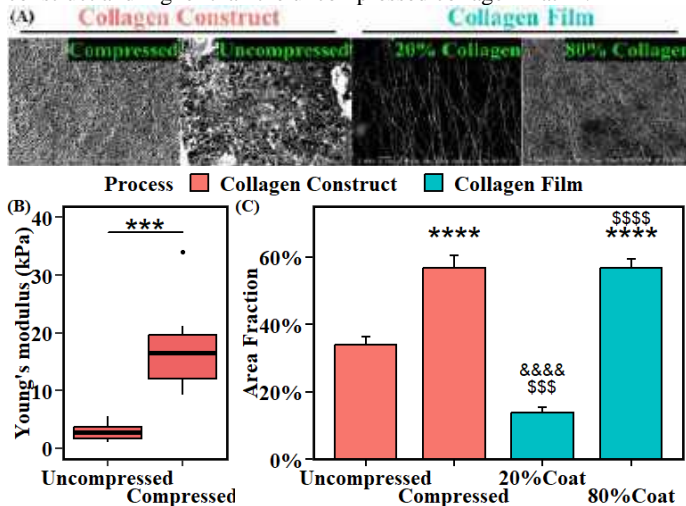 (A) Collagen Construct Collagen Film
Compressed Uncompressed 20% Collagen 80% Collagen
Process Collagen Construct Collagen Film
(B) (C)
Young's modulus (kPa)
40
30
20
10
0
***
Uncompressed
Compressed
Area Fraction
60%
40%
20%
0%
****
&&&&
$$$
$$$$
****
Uncompressed
Compressed
20%Coat
80%Coat